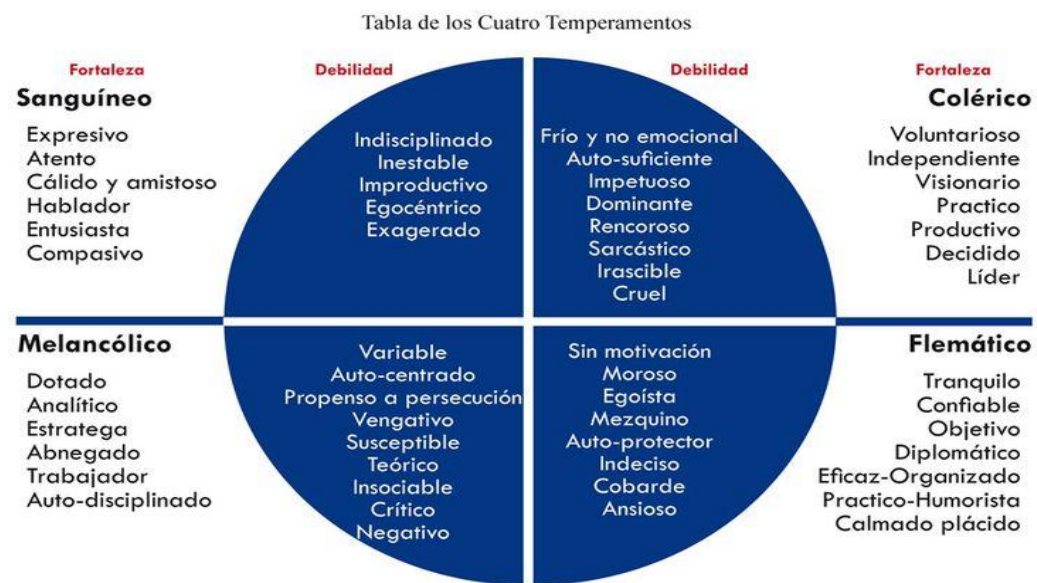 Tabla de los Cuatro Temperamentos
Fortaleza
Debilidad
Sanguíneo
Expresivo
Atento
Cálido y amistoso
Hablador
Entusiasta
Compasivo
Indisciplinado
Inestable
Improductivo
Egocéntrico
Exagerado
Debilidad
Fortaleza
Colérico
Frío y no emocional
Auto-suficiente
Impetuoso
Dominante
Rencoroso
Sarcástico
Irascible
Cruel
Voluntarioso
Independiente
Visionario
Practico
Productivo
Decidido
Líder
Melancólico
Dotado
Analítico
Estratega
Abnegado
Trabajador
Auto-disciplinado
Variable
Auto-centrado
Propenso a persecución
Vengativo
Susceptible
Teórico
Insociable
Crítico
Negativo
Flemático
Sin motivación
Moroso
Egoísta
Mezquino
Auto-protector
Indeciso
Cobarde
Ansioso
Tranquilo
Confiable
Objetivo
Diplomático
Eficaz-Organizado
Practico-Humorista
Calmado plácido